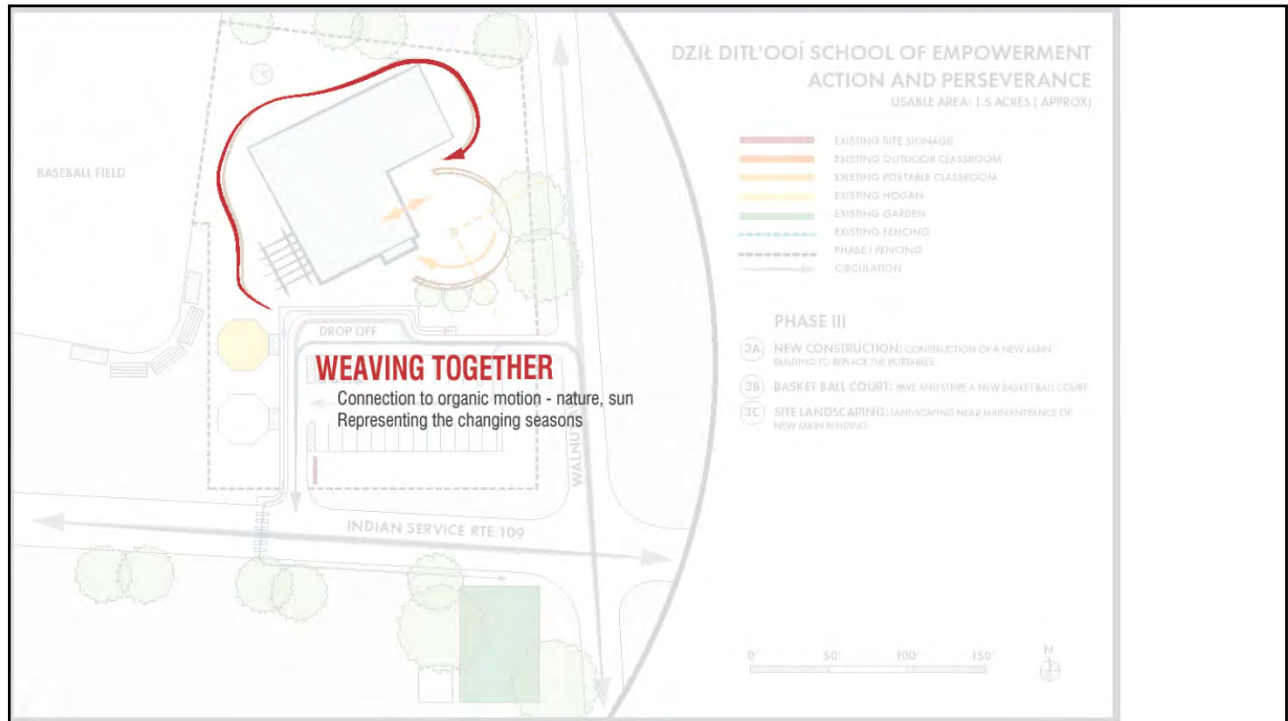 DZIŁ DITŁ'OOÍ SCHOOL OF EMPOWERMENT
ACTION AND PERSEVERANCE
USABLE AREA: 1.5 ACRES ( APPROX)
EXISTING SITE SIGNAGE
EXISTING OUTDOOR CLASSROOM
EXISTING PORTABLE CLASSROOM
EXISTING HOGAN
EXISTING GARDEN
EXISTING FENCING
PHASE I FENCING
CIRCULATION
PHASE III
3A NEW CONSTRUCTION: CONSTRUCTION OF A NEW MAIN
BUILDING TO REPLACE THE PORTABLES
3B BASKET BALL COURT: PAVE AND STRIPE A NEW BASKET BALL COURT
3C SITE LANDSCAPING: LANDSCAPING NEAR MAIN ENTRANCE OF
NEW MAIN BUILDING
BASEBALL FIELD
DROP OFF
WEAVING TOGETHER
Connection to organic motion - nature, sun
Representing the changing seasons
WALNUT
INDIAN SERVICE RTE 109
0' 50' 100' 150'
N